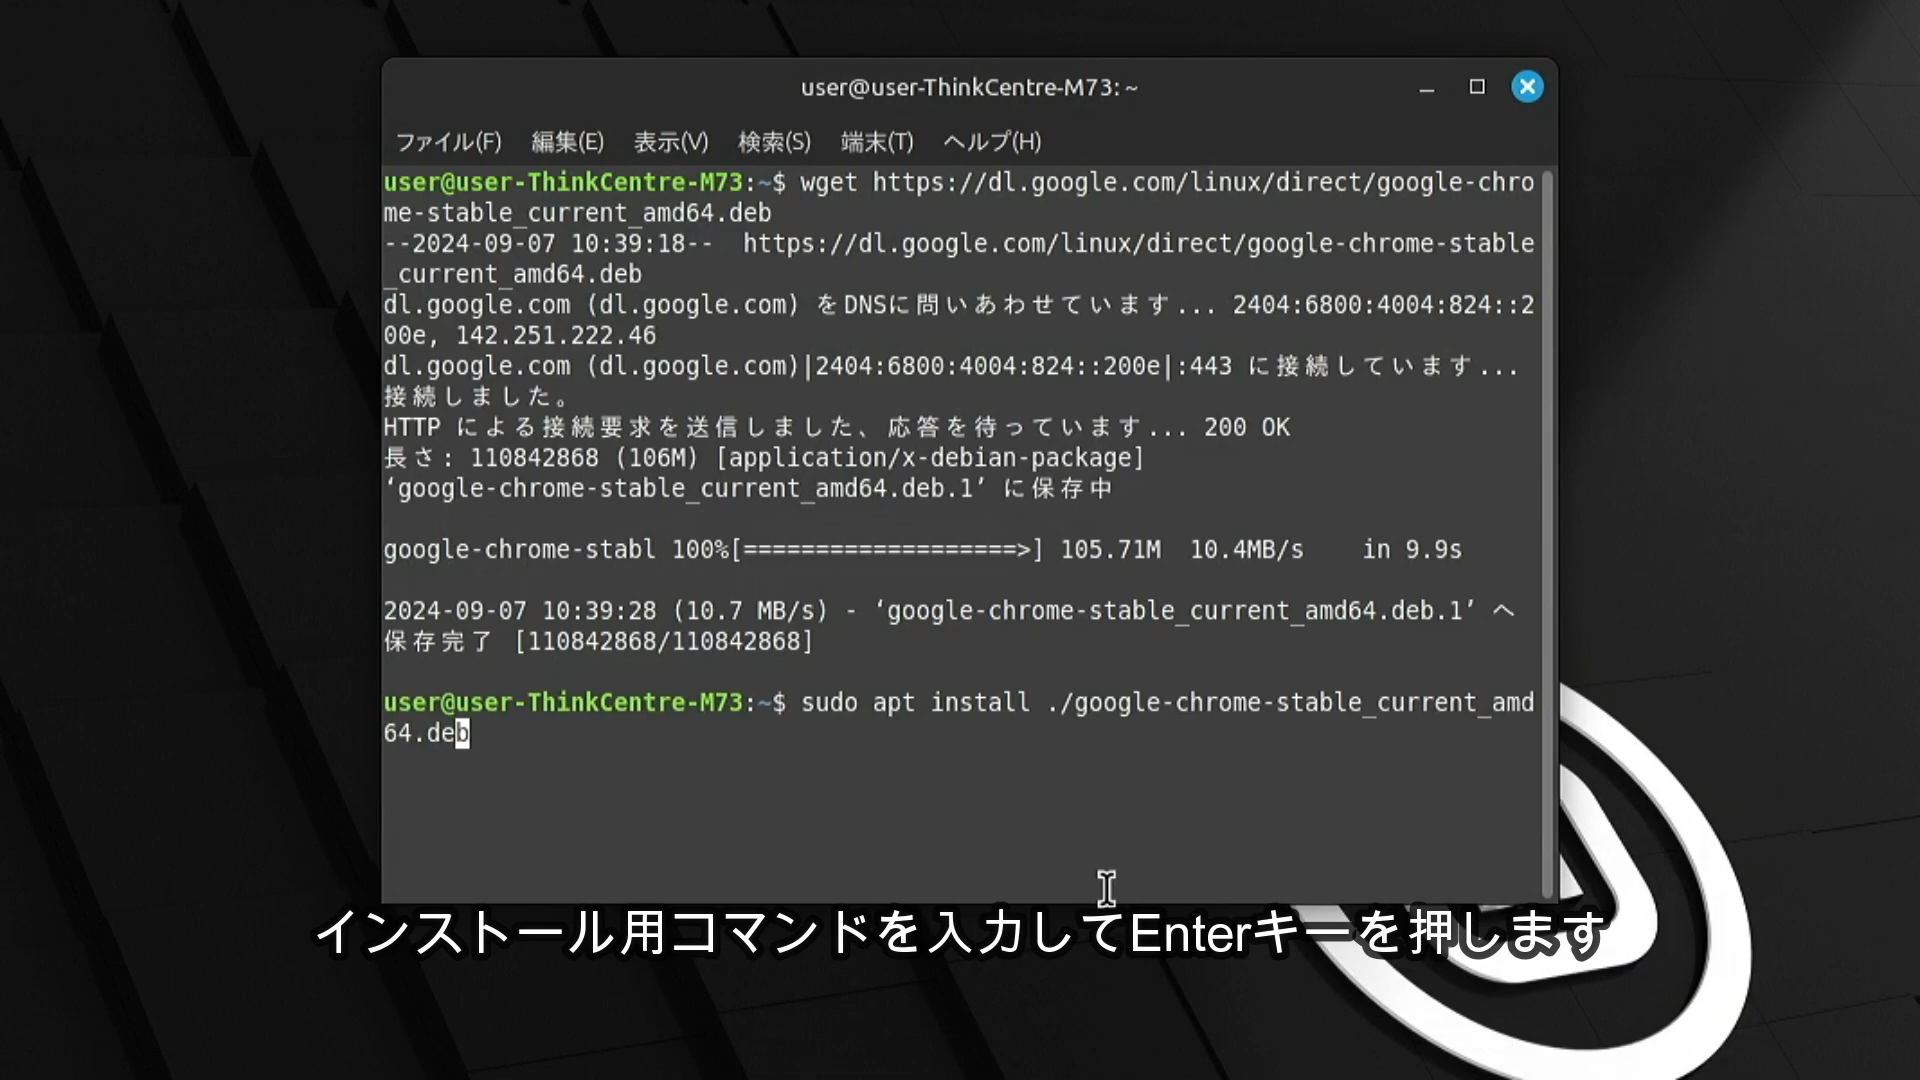 user@user-ThinkCentre-M73: ~
ファイル(F) 編集(E) 表示(V) 検索(S) 端末(T) ヘルプ(H)
user@user-ThinkCentre-M73:~$ wget https://dl.google.com/linux/direct/google-chro
me-stable_current_amd64.deb
--2024-09-07 10:39:18--  https://dl.google.com/linux/direct/google-chrome-stable
_current_amd64.deb
dl.google.com (dl.google.com) をDNSに問いあわせています... 2404:6800:4004:824::2
00e, 142.251.222.46
dl.google.com (dl.google.com)|2404:6800:4004:824::200e|:443 に接続しています...
接続しました。
HTTP による接続要求を送信しました、応答を待っています... 200 OK
長さ: 110842868 (106M) [application/x-debian-package]
‘google-chrome-stable_current_amd64.deb.1’ に保存中
google-chrome-stabl 100%[===================>] 105.71M  10.4MB/s    in 9.9s
2024-09-07 10:39:28 (10.7 MB/s) - ‘google-chrome-stable_current_amd64.deb.1’ へ
保存完了 [110842868/110842868]
user@user-ThinkCentre-M73:~$ sudo apt install ./google-chrome-stable_current_amd
64.deb
インストール用コマンドを入力してEnterキーを押します